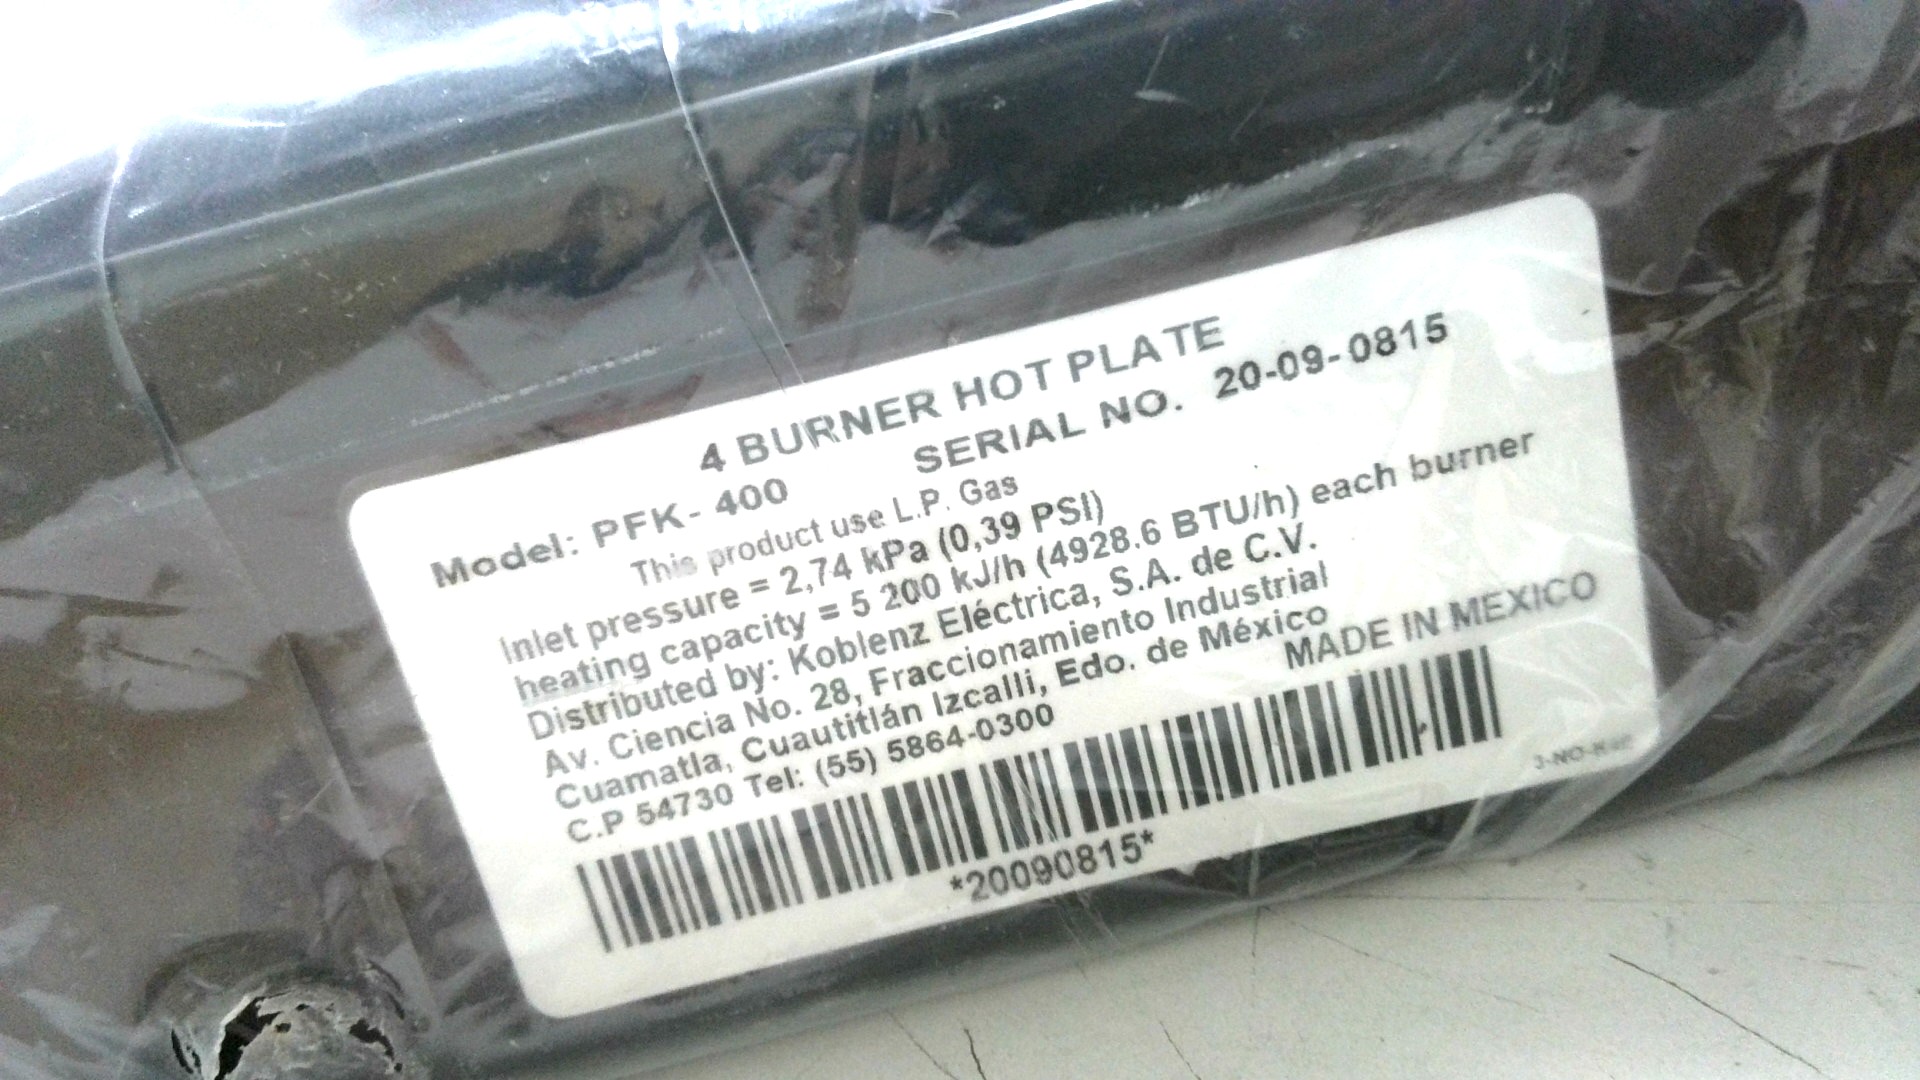 4 BURNER HOT PLATE
Model: PFK-400 SERIAL NO. 20-09-0815
This product use L.P. Gas
Inlet pressure = 2,74 kPa (0,39 PSI)
heating capacity = 5 200 kJ/h (4928.6 BTU/h) each burner
Distributed by: Koblenz Eléctrica, S.A. de C.V.
Av. Ciencia No. 28, Fraccionamiento Industrial
Cuamatla, Cuautitlán Izcalli, Edo. de México
C.P 54730 Tel: (55) 5864-0300 MADE IN MEXICO
*20090815*